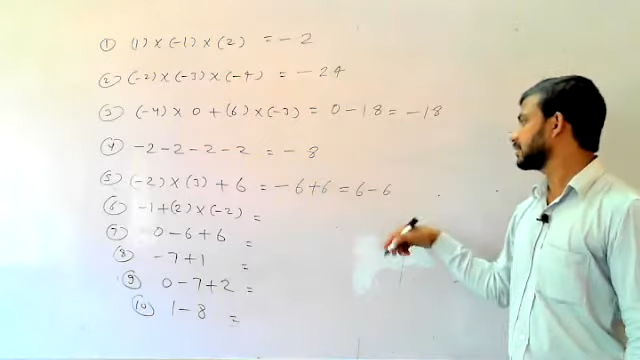 ① (1) × (-1) × (2) = - 2
② (-2) × (-3) × (-4) = - 24
③ (-4) × 0 + (6) × (-3) = 0 - 18 = - 18
④ -2 - 2 - 2 - 2 = - 8
⑤ (-2) × (3) + 6 = - 6 + 6 = 6 - 6
⑥ -1 + (2) × (-2) =
⑦ 0 - 6 + 6 =
⑧ - 7 + 1 =
⑨ 0 - 7 + 2 =
⑩ 1 - 8 =